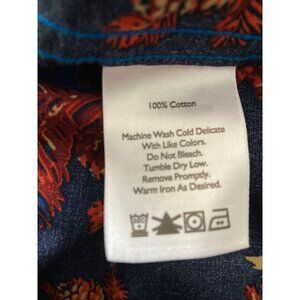 100% Cotton
Machine Wash Cold Delicate
With Like Colors.
Do Not Bleach.
Tumble Dry Low.
Remove Promptly.
Warm Iron As Desired.